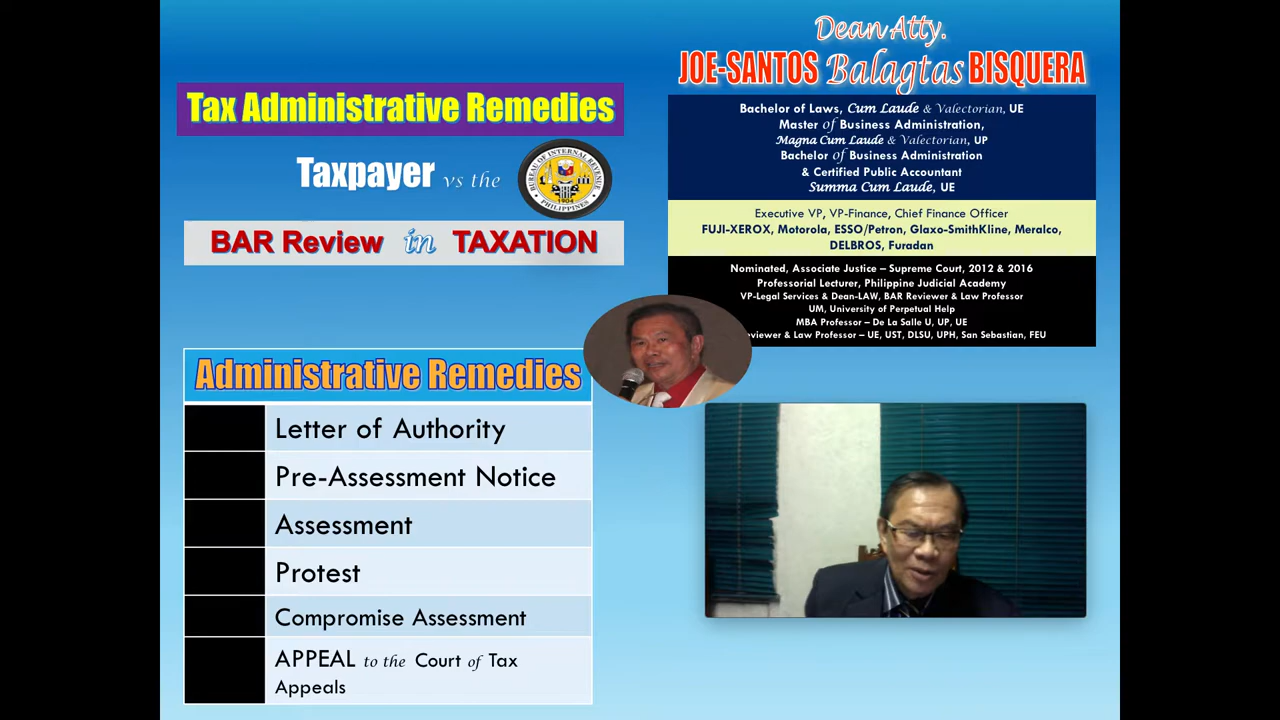 Tax Administrative Remedies
Taxpayer vs the
BUREAU OF INTERNAL REVENUE
1904
PHILIPPINES
BAR Review in TAXATION
Dean Atty.
JOE-SANTOS Balagtas BISQUERA
Bachelor of Laws, Cum Laude & Valectorian, UE
Master of Business Administration,
Magna Cum Laude & Valectorian, UP
Bachelor of Business Administration
& Certified Public Accountant
Summa Cum Laude, UE
Executive VP, VP-Finance, Chief Finance Officer
FUJI-XEROX, Motorola, ESSO/Petron, Glaxo-SmithKline, Meralco,
DELBROS, Furadan
Nominated, Associate Justice – Supreme Court, 2012 & 2016
Professorial Lecturer, Philippine Judicial Academy
VP-Legal Services & Dean-LAW, BAR Reviewer & Law Professor
UM, University of Perpetual Help
MBA Professor – De La Salle U, UP, UE
& Law Professor – UE, UST, DLSU, UPH, San Sebastian, FEU
Administrative Remedies
Letter of Authority
Pre-Assessment Notice
Assessment
Protest
Compromise Assessment
APPEAL to the Court of Tax
Appeals